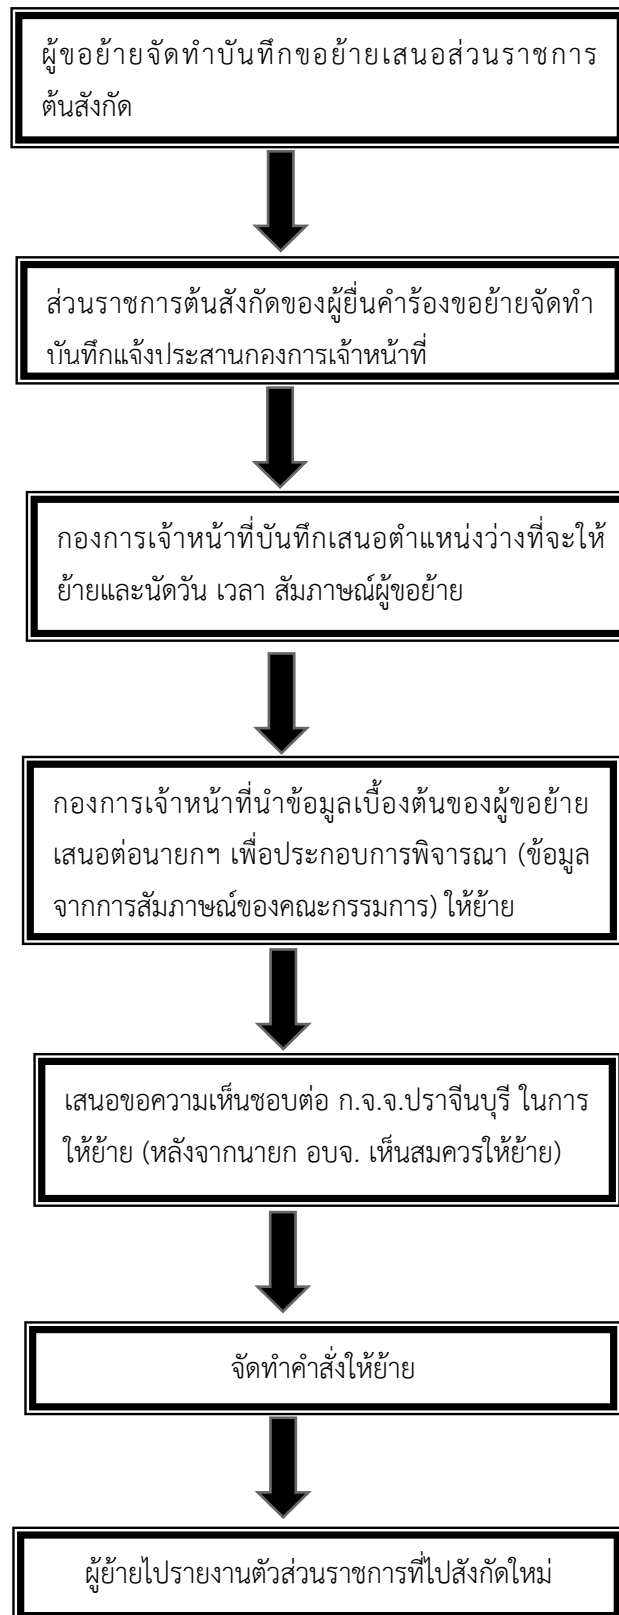 ผู้ขอย้ายจัดทำบันทึกขอย้ายเสนอส่วนราชการ
ต้นสังกัด
ส่วนราชการต้นสังกัดของผู้ยื่นคำร้องขอย้ายจัดทำ
บันทึกแจ้งประสานกองการเจ้าหน้าที่
กองการเจ้าหน้าที่บันทึกเสนอตำแหน่งว่างที่จะให้
ย้ายและนัดวัน เวลา สัมภาษณ์ผู้ขอย้าย
กองการเจ้าหน้าที่นำข้อมูลเบื้องต้นของผู้ขอย้าย
เสนอต่อนายกฯ เพื่อประกอบการพิจารณา (ข้อมูล
จากการสัมภาษณ์ของคณะกรรมการ) ให้ย้าย
เสนอขอความเห็นชอบต่อ ก.จ.จ.ปราจีนบุรี ในการ
ให้ย้าย (หลังจากนายก อบจ. เห็นสมควรให้ย้าย)
จัดทำคำสั่งให้ย้าย
ผู้ย้ายไปรายงานตัวส่วนราชการที่ไปสังกัดใหม่